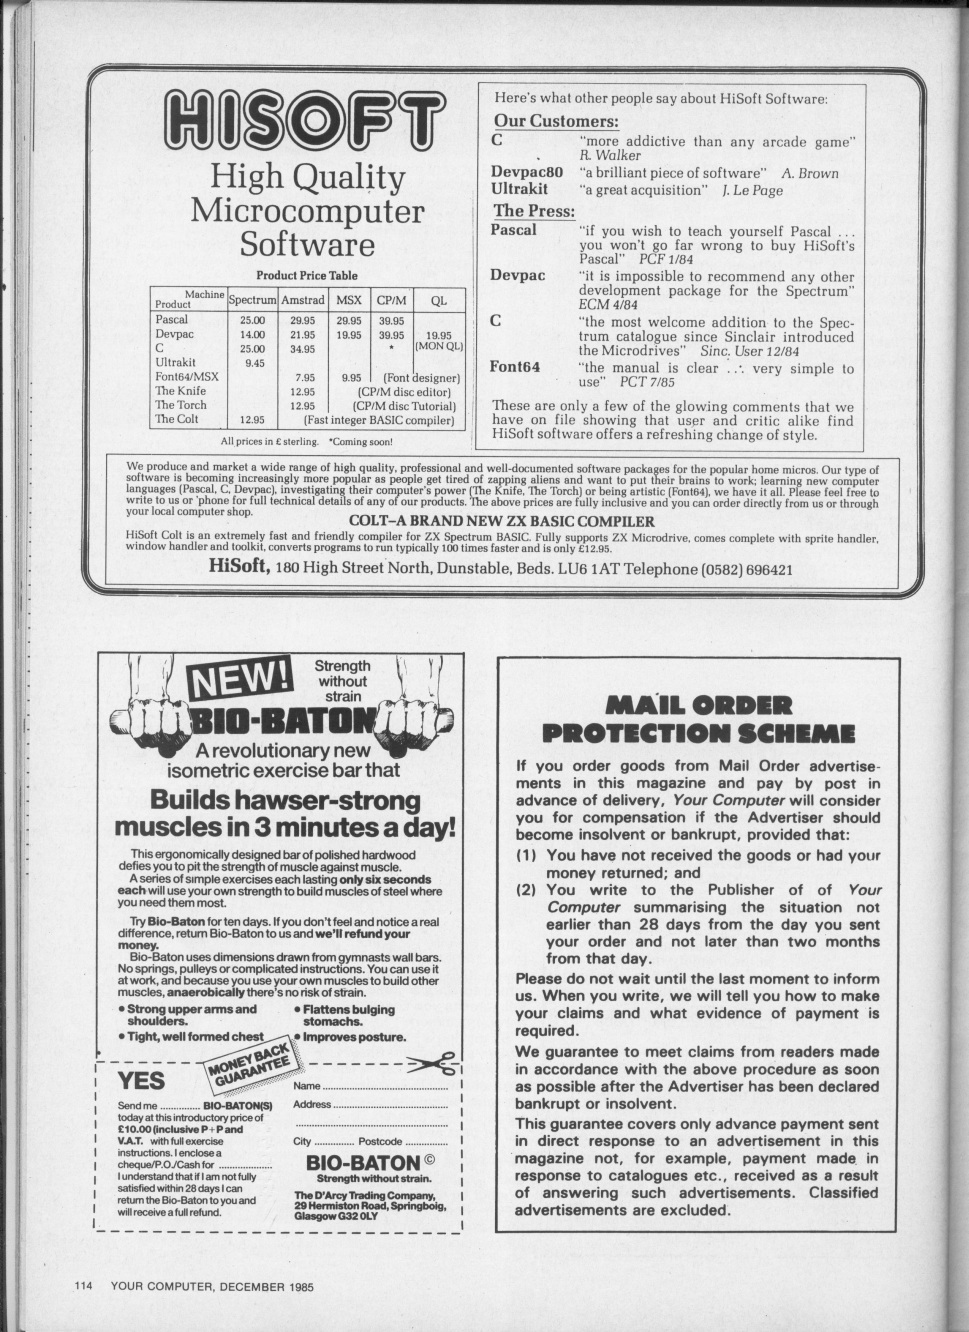 HISOFT
High Quality
Microcomputer
Software
Product Price Table
Machine
Product Spectrum Amstrad MSX CP/M QL
Pascal 25.00 29.95 29.95 39.95
Devpac 14.00 21.95 19.95 39.95 19.95
C 25.00 34.95 * (MON QL)
Ultrakit 9.45
Font64/MSX 7.95 9.95 (Font designer)
The Knife 12.95 (CP/M disc editor)
The Torch 12.95 (CP/M disc Tutorial)
The Colt 12.95 (Fast integer BASIC compiler)
All prices in £ sterling. *Coming soon!
Here's what other people say about HiSoft Software:
Our Customers:
C "more addictive than any arcade game"
R. Walker
Devpac80 "a brilliant piece of software" A. Brown
Ultrakit "a great acquisition" J. Le Page
The Press:
Pascal "if you wish to teach yourself Pascal ...
you won't go far wrong to buy HiSoft's
Pascal" PCF 1/84
Devpac "it is impossible to recommend any other
development package for the Spectrum"
ECM 4/84
C "the most welcome addition to the Spec-
trum catalogue since Sinclair introduced
the Microdrives" Sinc. User 12/84
Font64 "the manual is clear ... very simple to
use" PCT 7/85
These are only a few of the glowing comments that we
have on file showing that user and critic alike find
HiSoft software offers a refreshing change of style.
We produce and market a wide range of high quality, professional and well-documented software packages for the popular home micros. Our type of
software is becoming increasingly more popular as people get tired of zapping aliens and want to put their brains to work; learning new computer
languages (Pascal, C, Devpac), investigating their computer's power (The Knife, The Torch) or being artistic (Font64), we have it all. Please feel free to
write to us or 'phone for full technical details of any of our products. The above prices are fully inclusive and you can order directly from us or through
your local computer shop.
COLT–A BRAND NEW ZX BASIC COMPILER
HiSoft Colt is an extremely fast and friendly compiler for ZX Spectrum BASIC. Fully supports ZX Microdrive, comes complete with sprite handler,
window handler and toolkit, converts programs to run typically 100 times faster and is only £12.95.
HiSoft, 180 High Street North, Dunstable, Beds. LU6 1AT Telephone (0582) 696421
NEW!
Strength
without
strain
BIO-BATON
A revolutionary new
isometric exercise bar that
Builds hawser-strong
muscles in 3 minutes a day!
This ergonomically designed bar of polished hardwood
defies you to pit the strength of muscle against muscle.
A series of simple exercises each lasting only six seconds
each will use your own strength to build muscles of steel where
you need them most.
Try Bio-Baton for ten days. If you don't feel and notice a real
difference, return Bio-Baton to us and we'll refund your
money.
Bio-Baton uses dimensions drawn from gymnasts wall bars.
No springs, pulleys or complicated instructions. You can use it
at work, and because you use your own muscles to build other
muscles, anaerobically there's no risk of strain.
• Strong upper arms and
shoulders.
• Tight, well formed chest
• Flattens bulging
stomachs.
• Improves posture.
MONEY BACK
GUARANTEE
YES
Send me ............... BIO-BATON(S)
today at this introductory price of
£10.00 (inclusive P+P and
V.A.T. with full exercise
instructions. I enclose a
cheque/P.O./Cash for ....................
I understand that if I am not fully
satisfied within 28 days I can
return the Bio-Baton to you and
will receive a full refund.
Name ...............................................
Address ...........................................
.........................................................
City ............... Postcode ................
BIO-BATON ©
Strength without strain.
The D'Arcy Trading Company,
29 Hermiston Road, Springboig,
Glasgow G32 0LY
MAIL ORDER
PROTECTION SCHEME
If you order goods from Mail Order advertise-
ments in this magazine and pay by post in
advance of delivery, Your Computer will consider
you for compensation if the Advertiser should
become insolvent or bankrupt, provided that:
(1) You have not received the goods or had your
money returned; and
(2) You write to the Publisher of of Your
Computer summarising the situation not
earlier than 28 days from the day you sent
your order and not later than two months
from that day.
Please do not wait until the last moment to inform
us. When you write, we will tell you how to make
your claims and what evidence of payment is
required.
We guarantee to meet claims from readers made
in accordance with the above procedure as soon
as possible after the Advertiser has been declared
bankrupt or insolvent.
This guarantee covers only advance payment sent
in direct response to an advertisement in this
magazine not, for example, payment made in
response to catalogues etc., received as a result
of answering such advertisements. Classified
advertisements are excluded.
114 YOUR COMPUTER, DECEMBER 1985